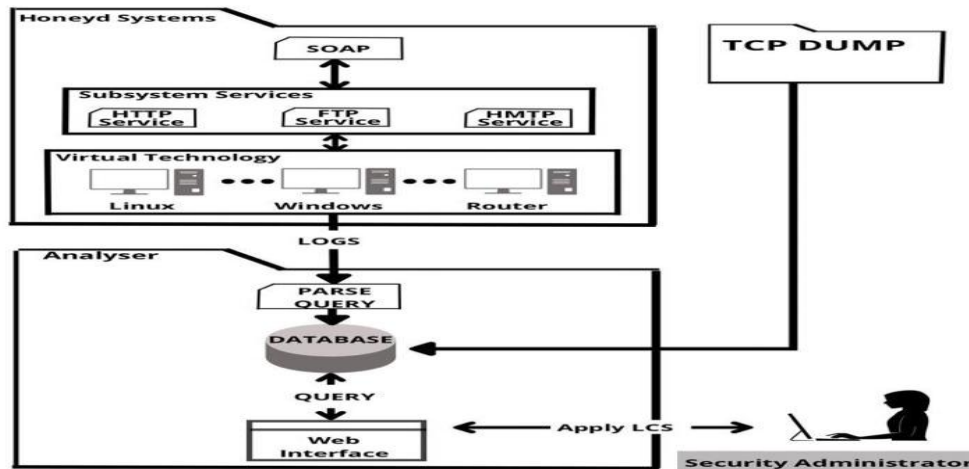 Honeyd Systems
SOAP
TCP DUMP
Subsystem Services
HTTP
Service
FTP
Service
HMTP
Service
Virtual Technology
Linux
Windows
Router
LOGS
Analyser
PARSE
QUERY
DATABASE
QUERY
Web
Interface
Apply LCS
Security Administrator